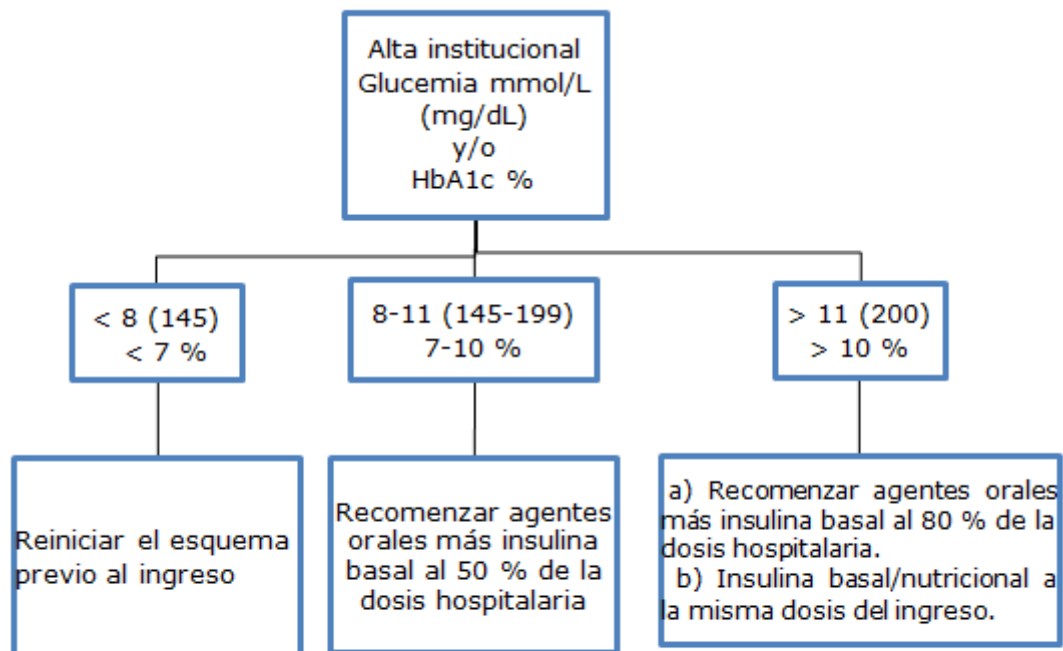 Alta institucional
Glucemia mmol/L
(mg/dL)
y/o
HbA1c %
< 8 (145)
< 7 %
8-11 (145-199)
7-10 %
> 11 (200)
> 10 %
Reiniciar el esquema
previo al ingreso
Recomenzar agentes
orales más insulina
basal al 50 % de la
dosis hospitalaria
a) Recomenzar agentes orales
más insulina basal al 80 % de la
dosis hospitalaria.
b) Insulina basal/nutricional a
la misma dosis del ingreso.